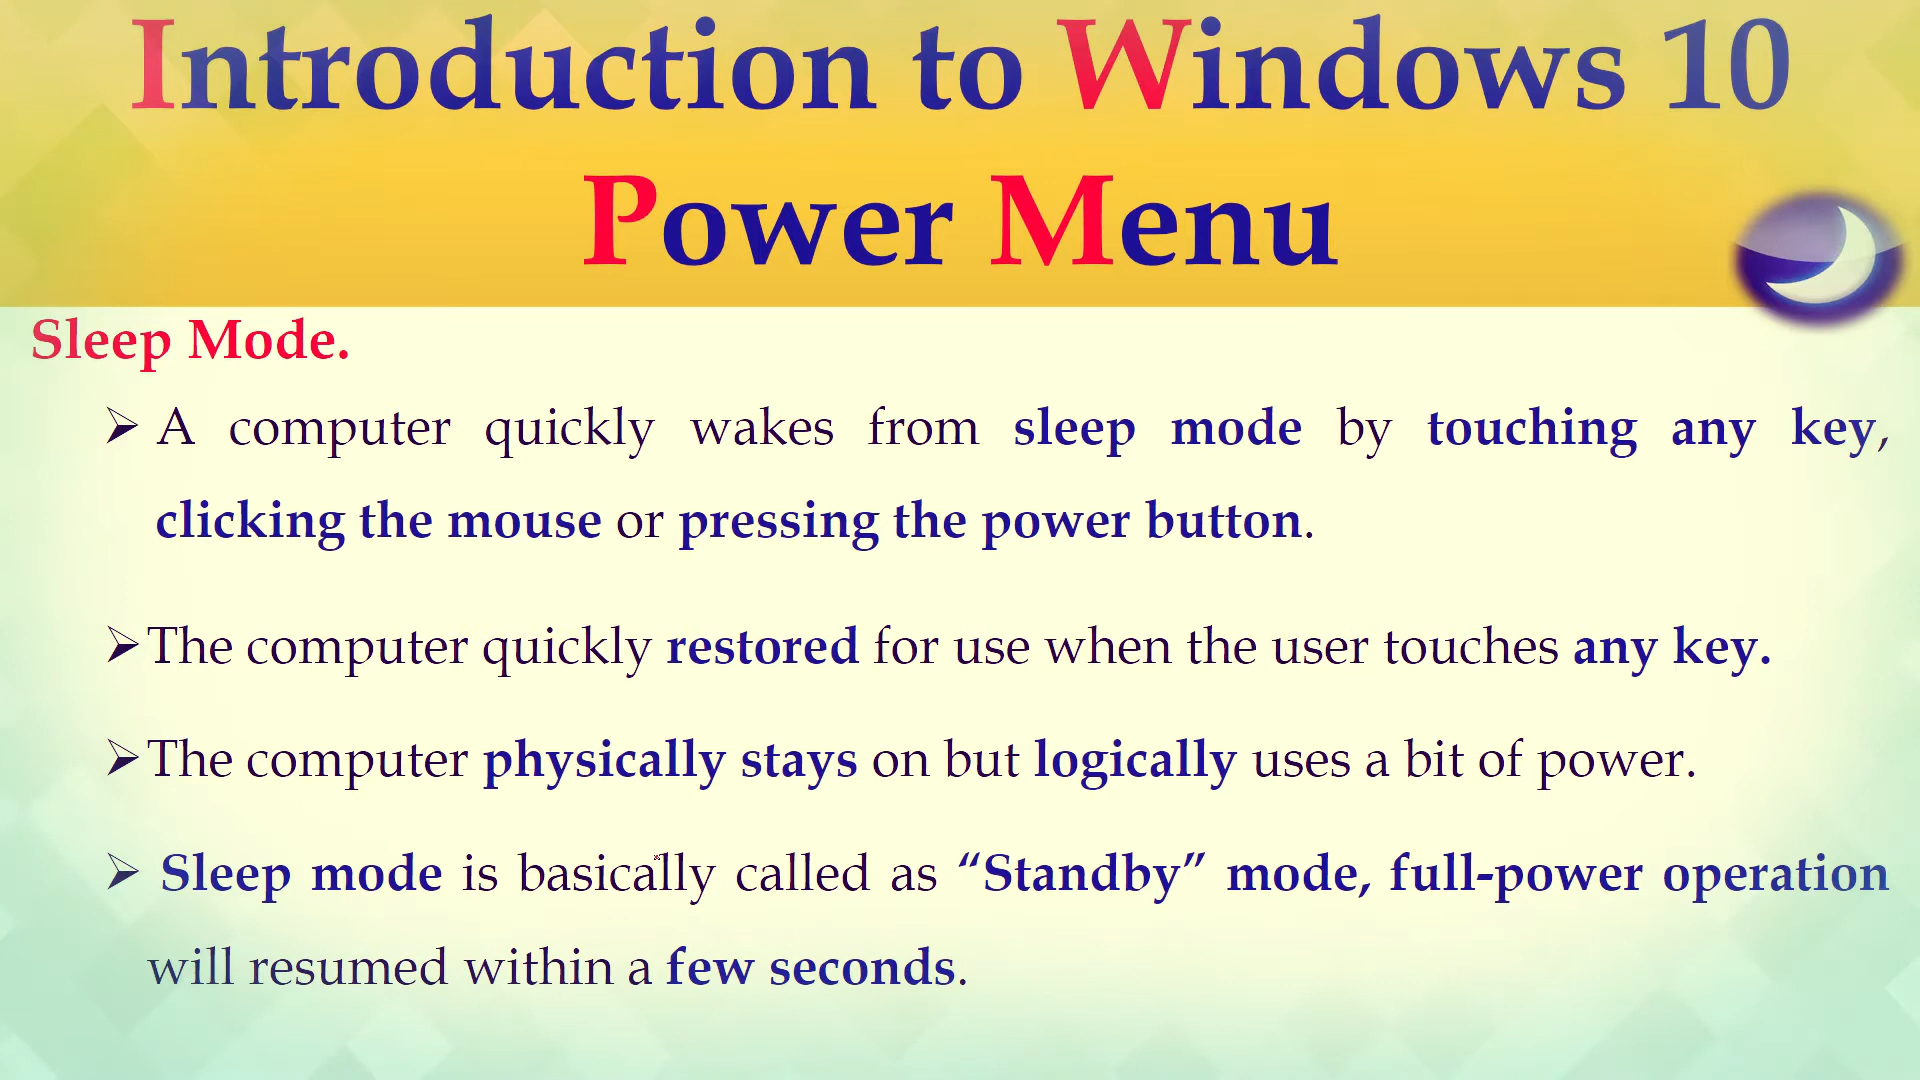 Introduction to Windows 10
Power Menu
Sleep Mode.
➢ A computer quickly wakes from sleep mode by touching any key,
clicking the mouse or pressing the power button.
➢ The computer quickly restored for use when the user touches any key.
➢ The computer physically stays on but logically uses a bit of power.
➢ Sleep mode is basically called as “Standby” mode, full-power operation
will resumed within a few seconds.